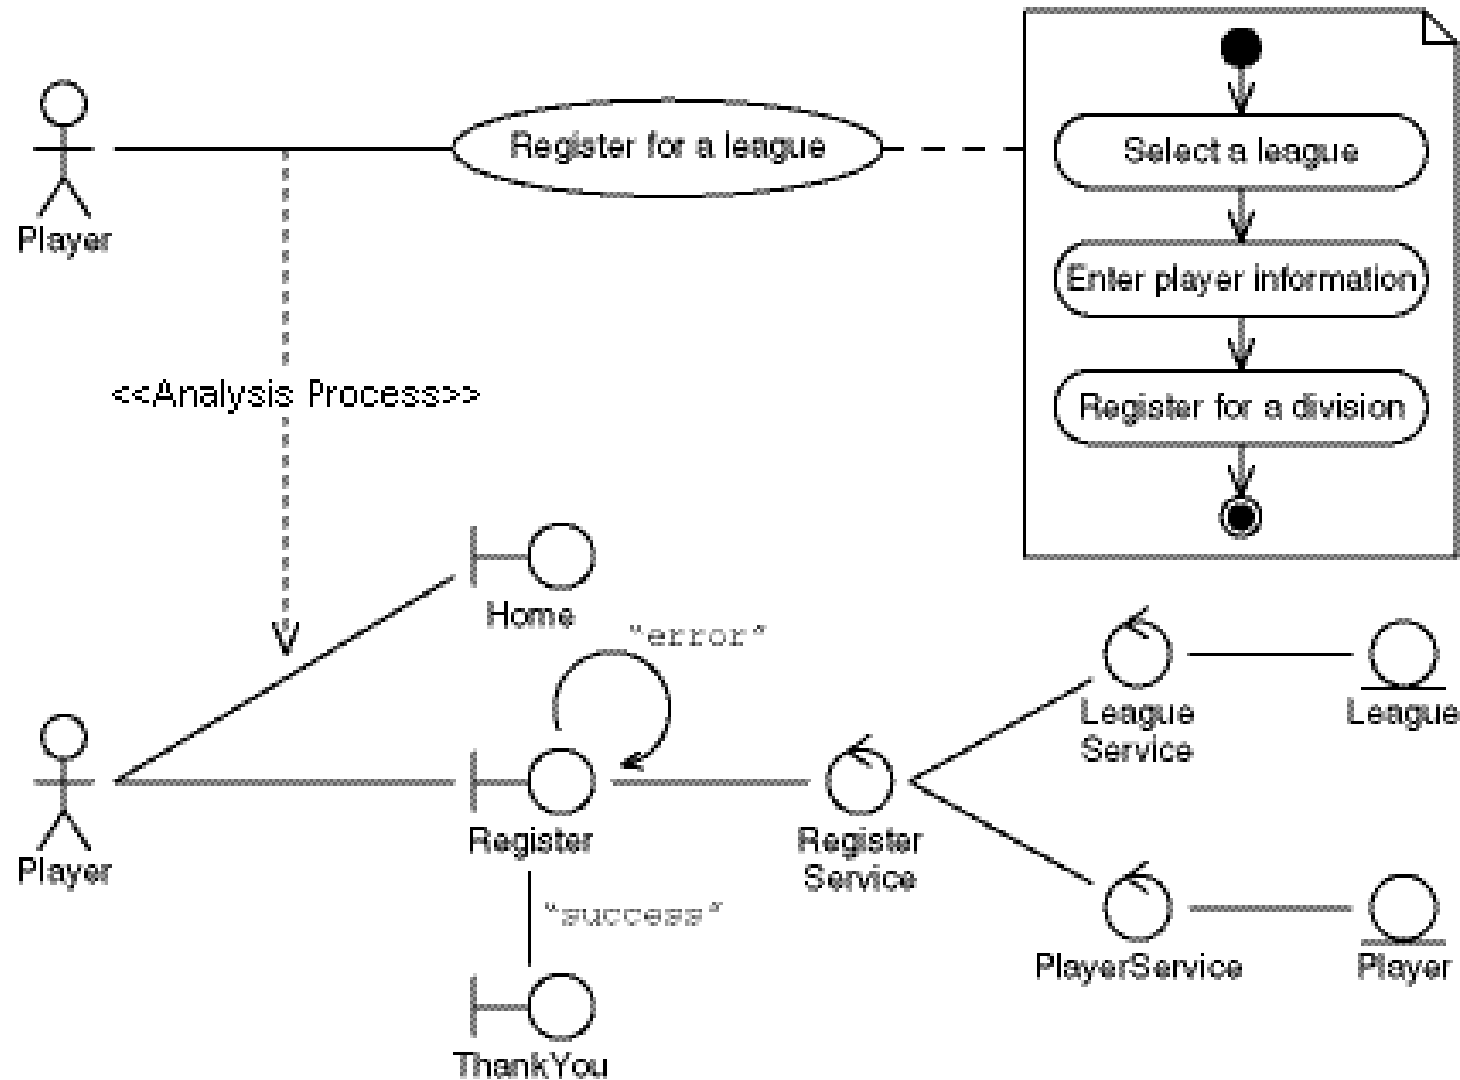 Register for a league
Select a league
Player
Enter player information
<<Analysis Process>>
Register for a division
Home
"error"
League
Service
League
Register
Player
Register
Service
"success"
PlayerService
Player
ThankYou